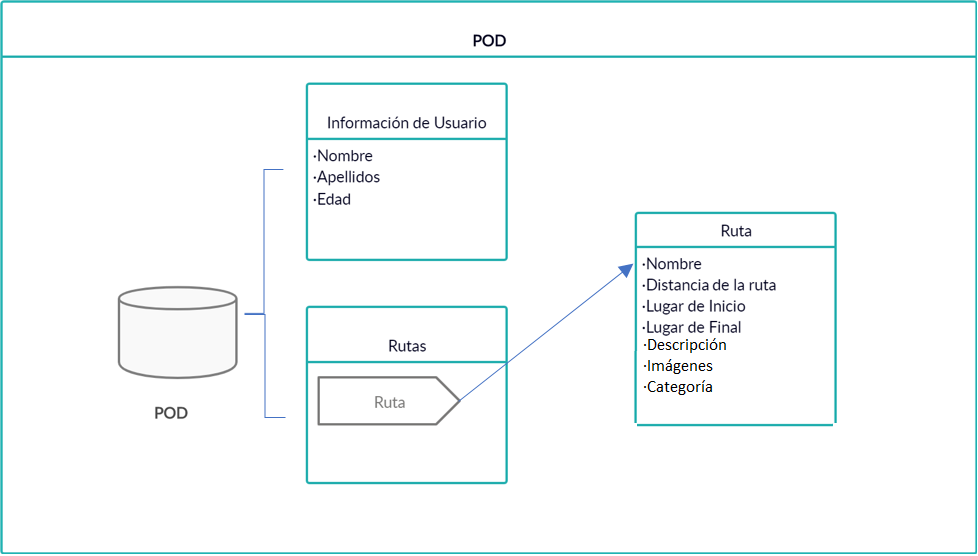 POD
Información de Usuario
·Nombre
·Apellidos
·Edad
POD
Rutas
Ruta
Ruta
·Nombre
·Distancia de la ruta
·Lugar de Inicio
·Lugar de Final
·Descripción
·Imágenes
·Categoría